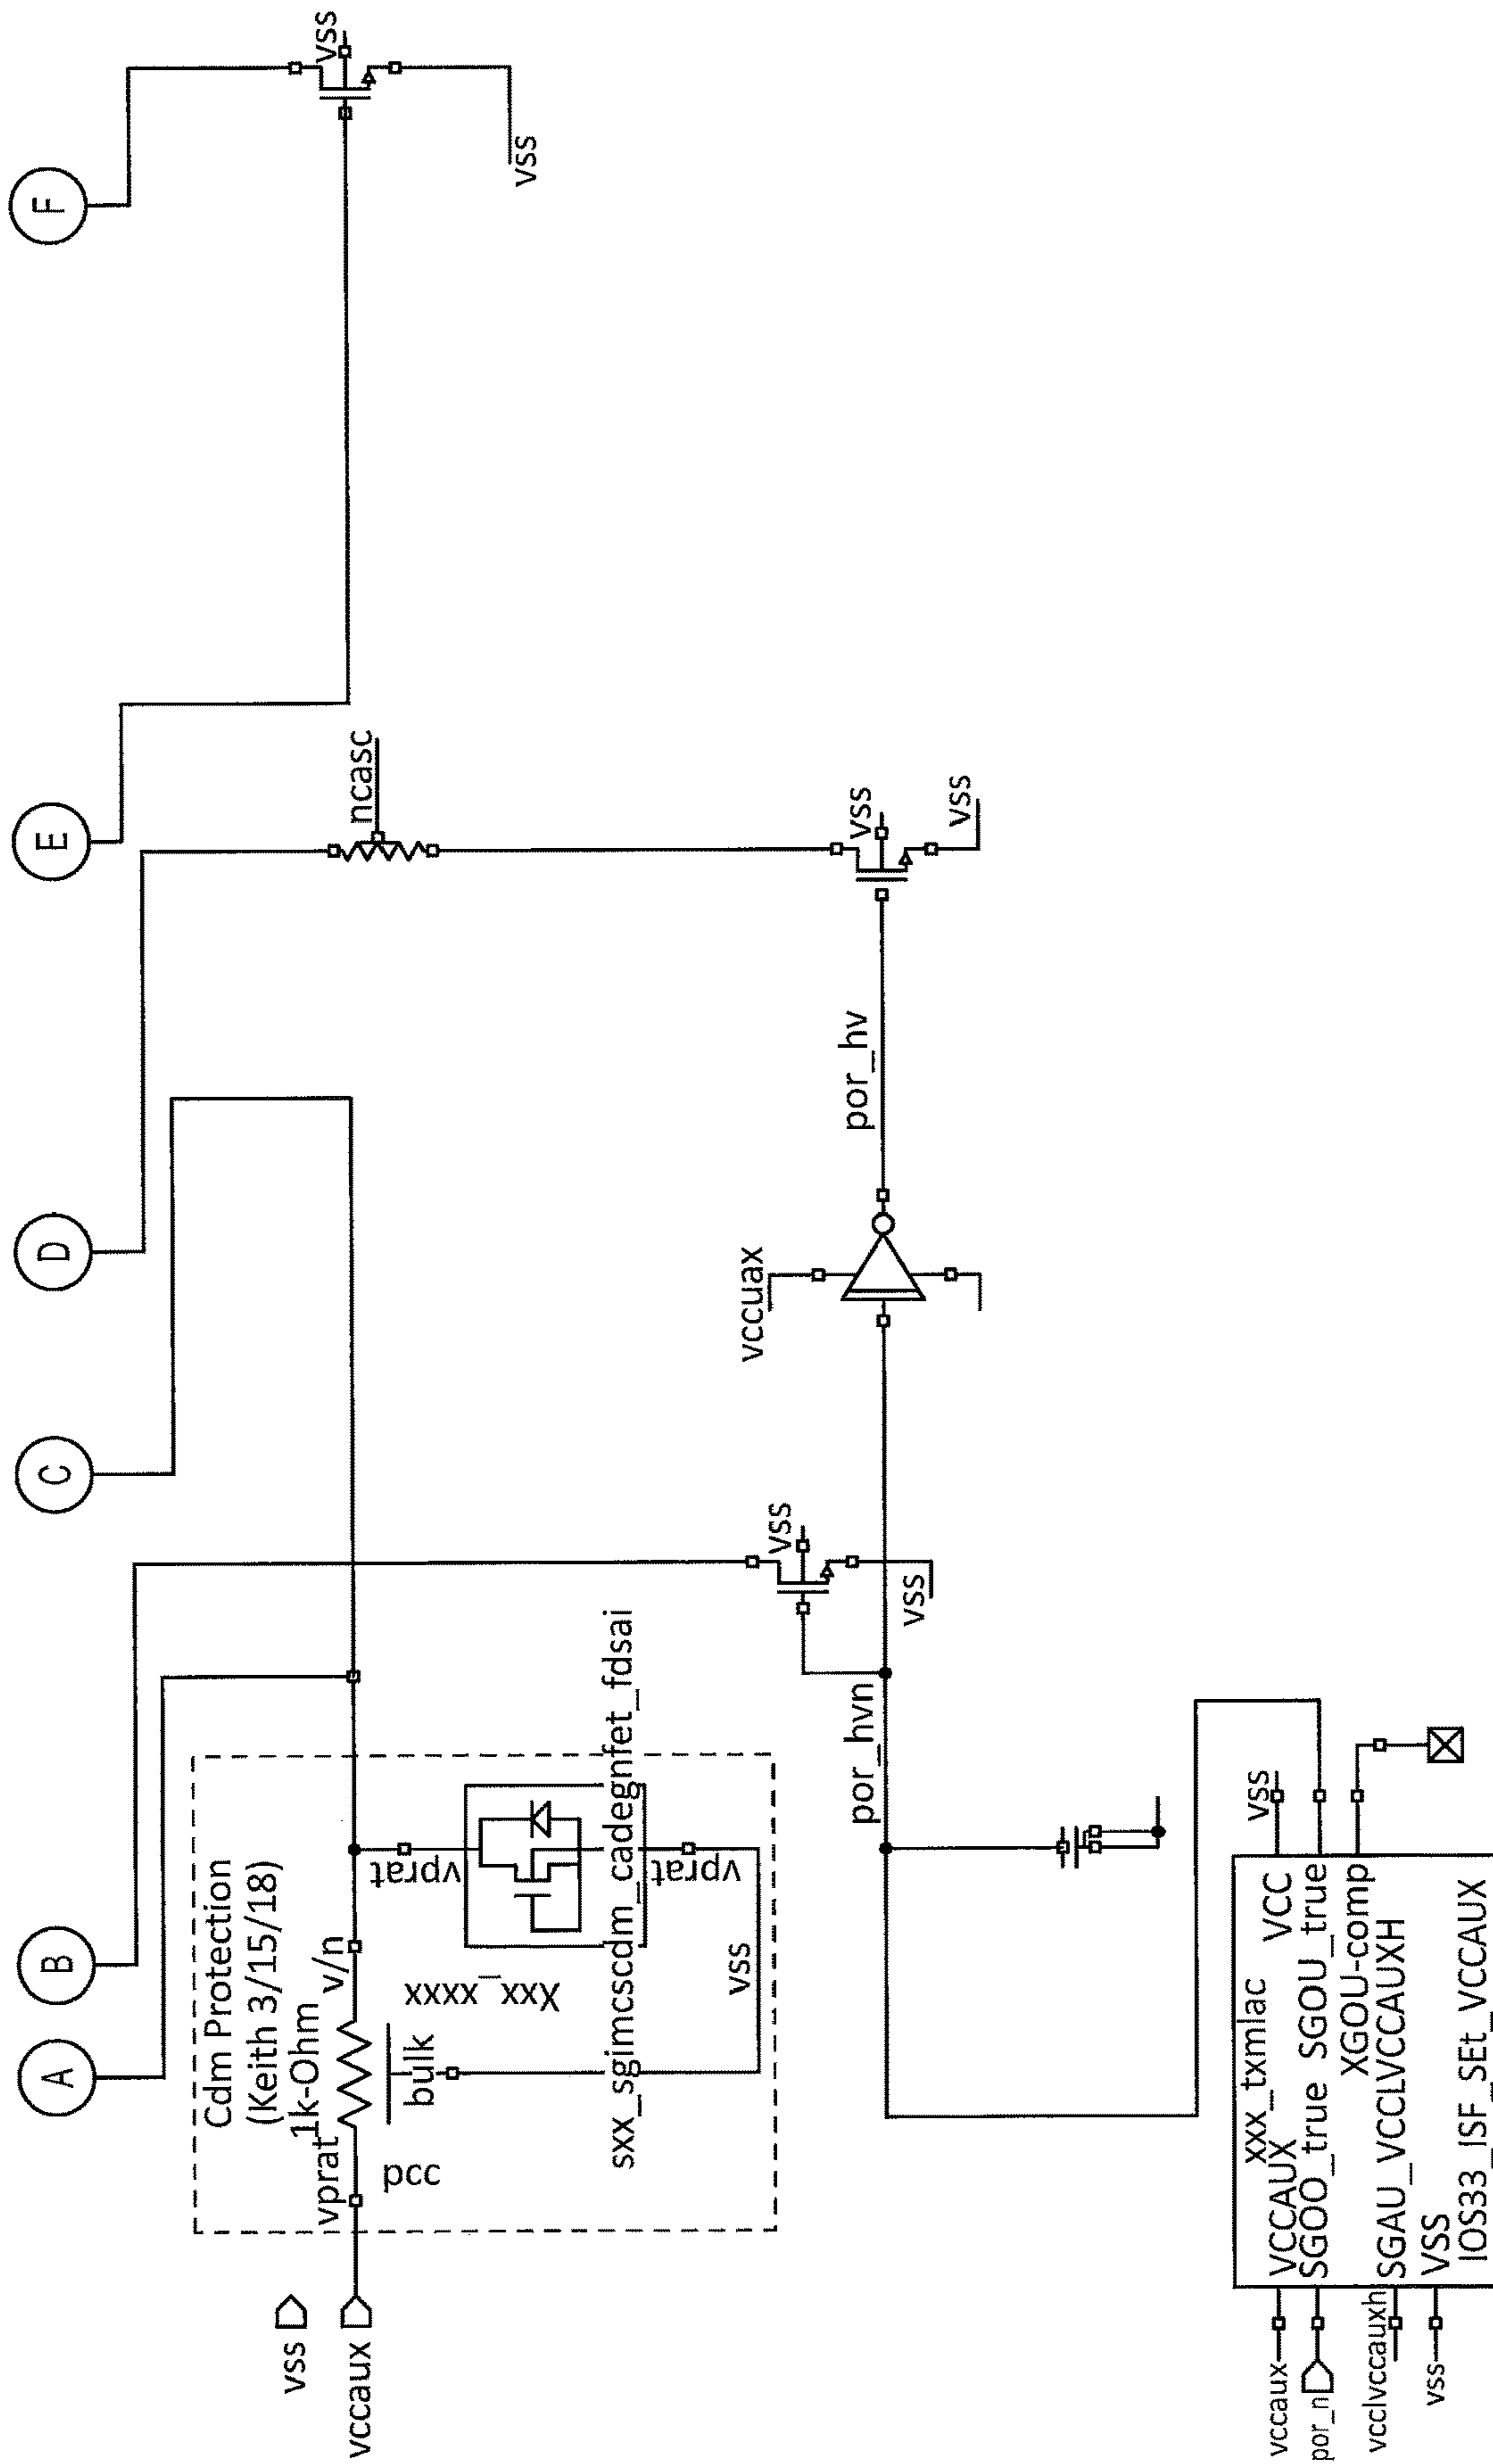 A
B
C
D
E
F
vss
vccaux
Cdm Protection
(Keith 3/15/18)
1k-Ohm
vprat
v/n
pcc
bulk
Xxx_xxxx
vprat
vprat
sxx_sgimcscdm_cadegnfet_fdsai
vss
vss
vss
por_hvn
vccuax
por_hv
ncasc
vss
vss
vss
vss
vccaux
por_n
vcclvccauxh
vss
xxx_txmlac
VCCAUX
VCC
SGOO_true SGOU_true
XGOU-comp
SGAU_VCCLVCCAUXH
VSS
IOS33_ISF_SEt_VCCAUX
vss